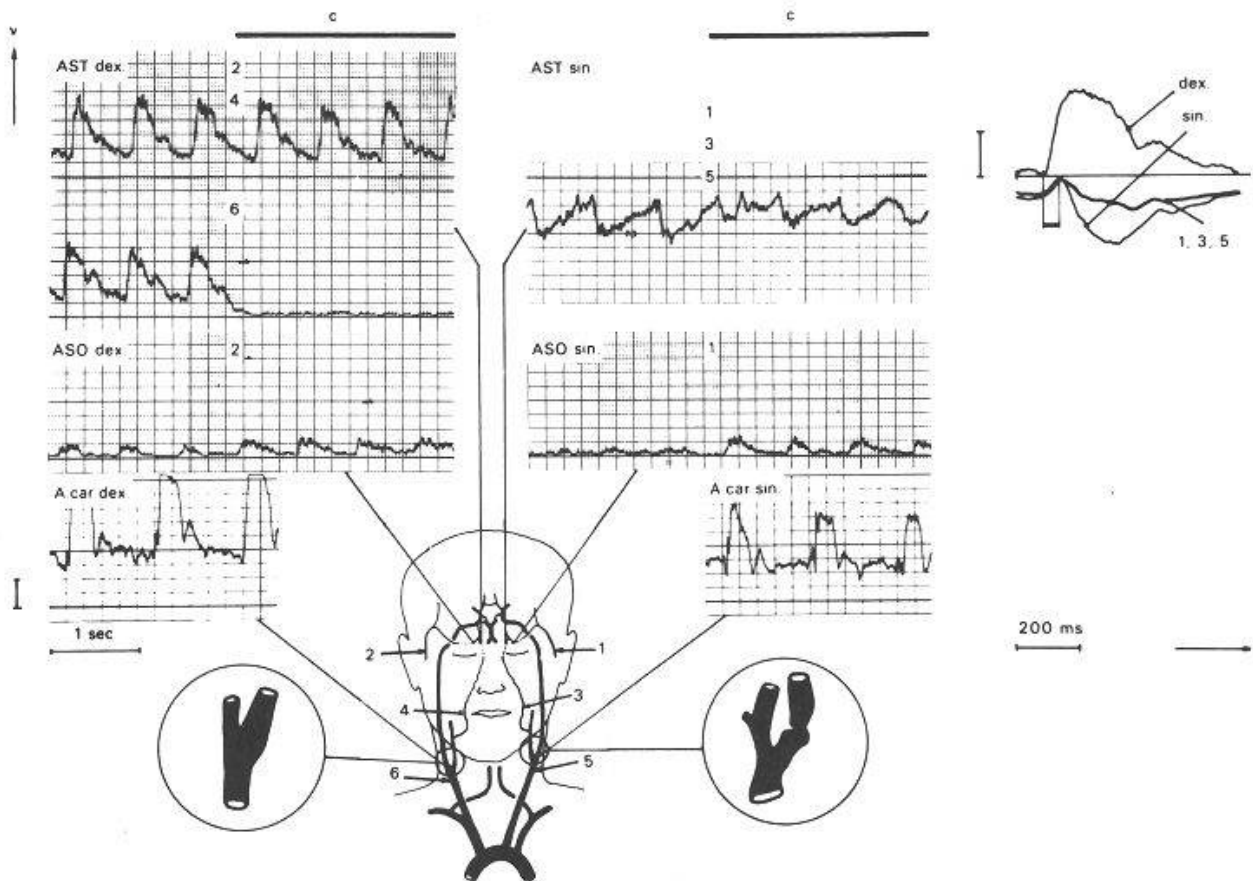 c
c
v
AST dex.
2
4
6
AST sin.
1
3
5
dex.
sin.
1, 3, 5
ASO dex.
2
ASO sin.
1
A car dex.
A car sin.
1 sec
200 ms
2
1
4
3
6
5